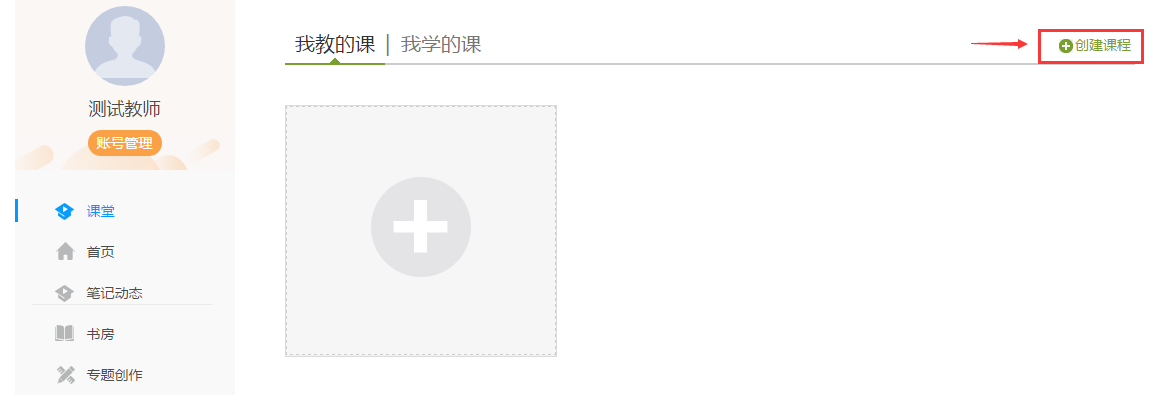 测试教师
账号管理
课堂
首页
笔记动态
书房
专题创作
我教的课 | 我学的课
创建课程